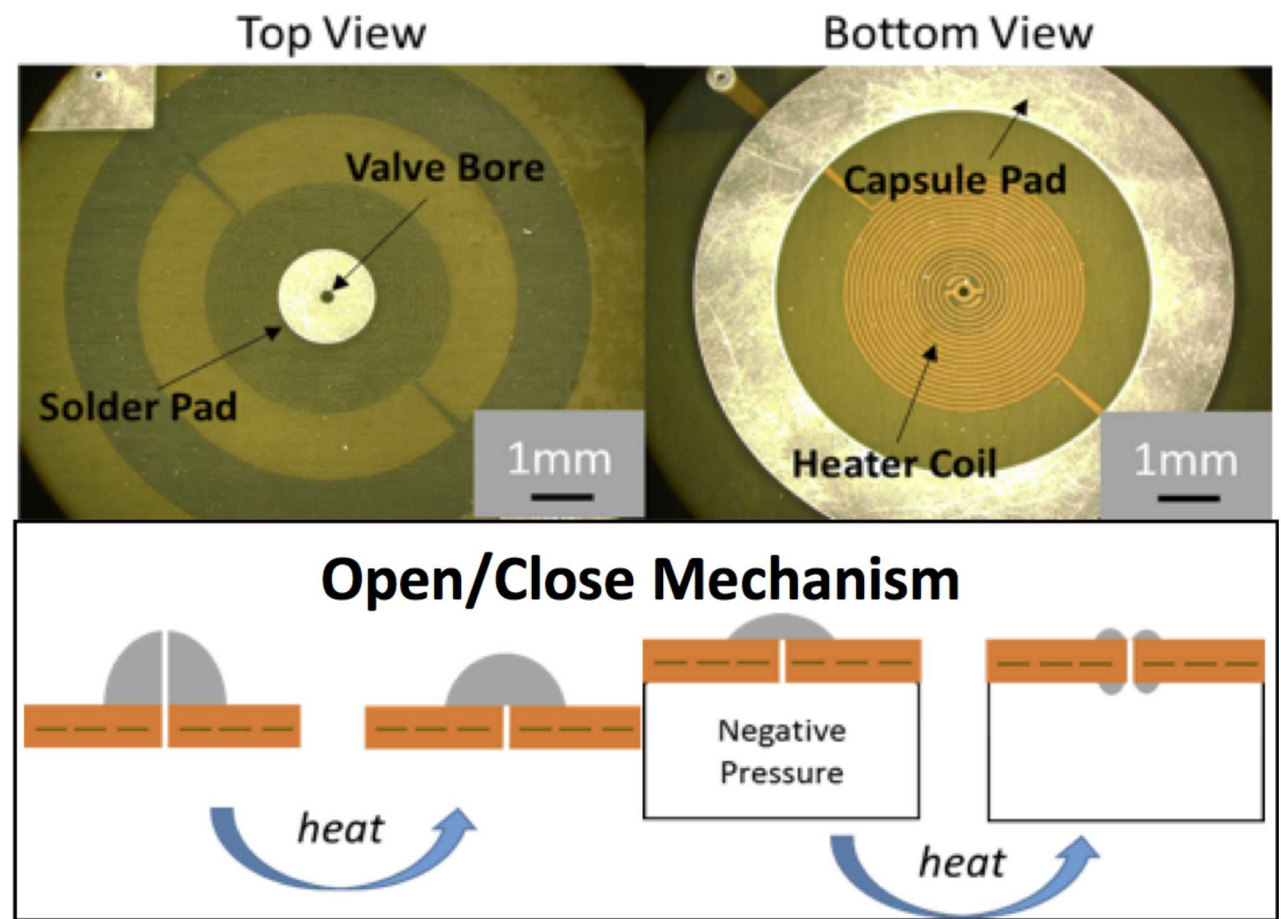 Top View
Bottom View
Valve Bore
Capsule Pad
Solder Pad
Heater Coil
1mm
1mm
Open/Close Mechanism
Negative
Pressure
heat
heat